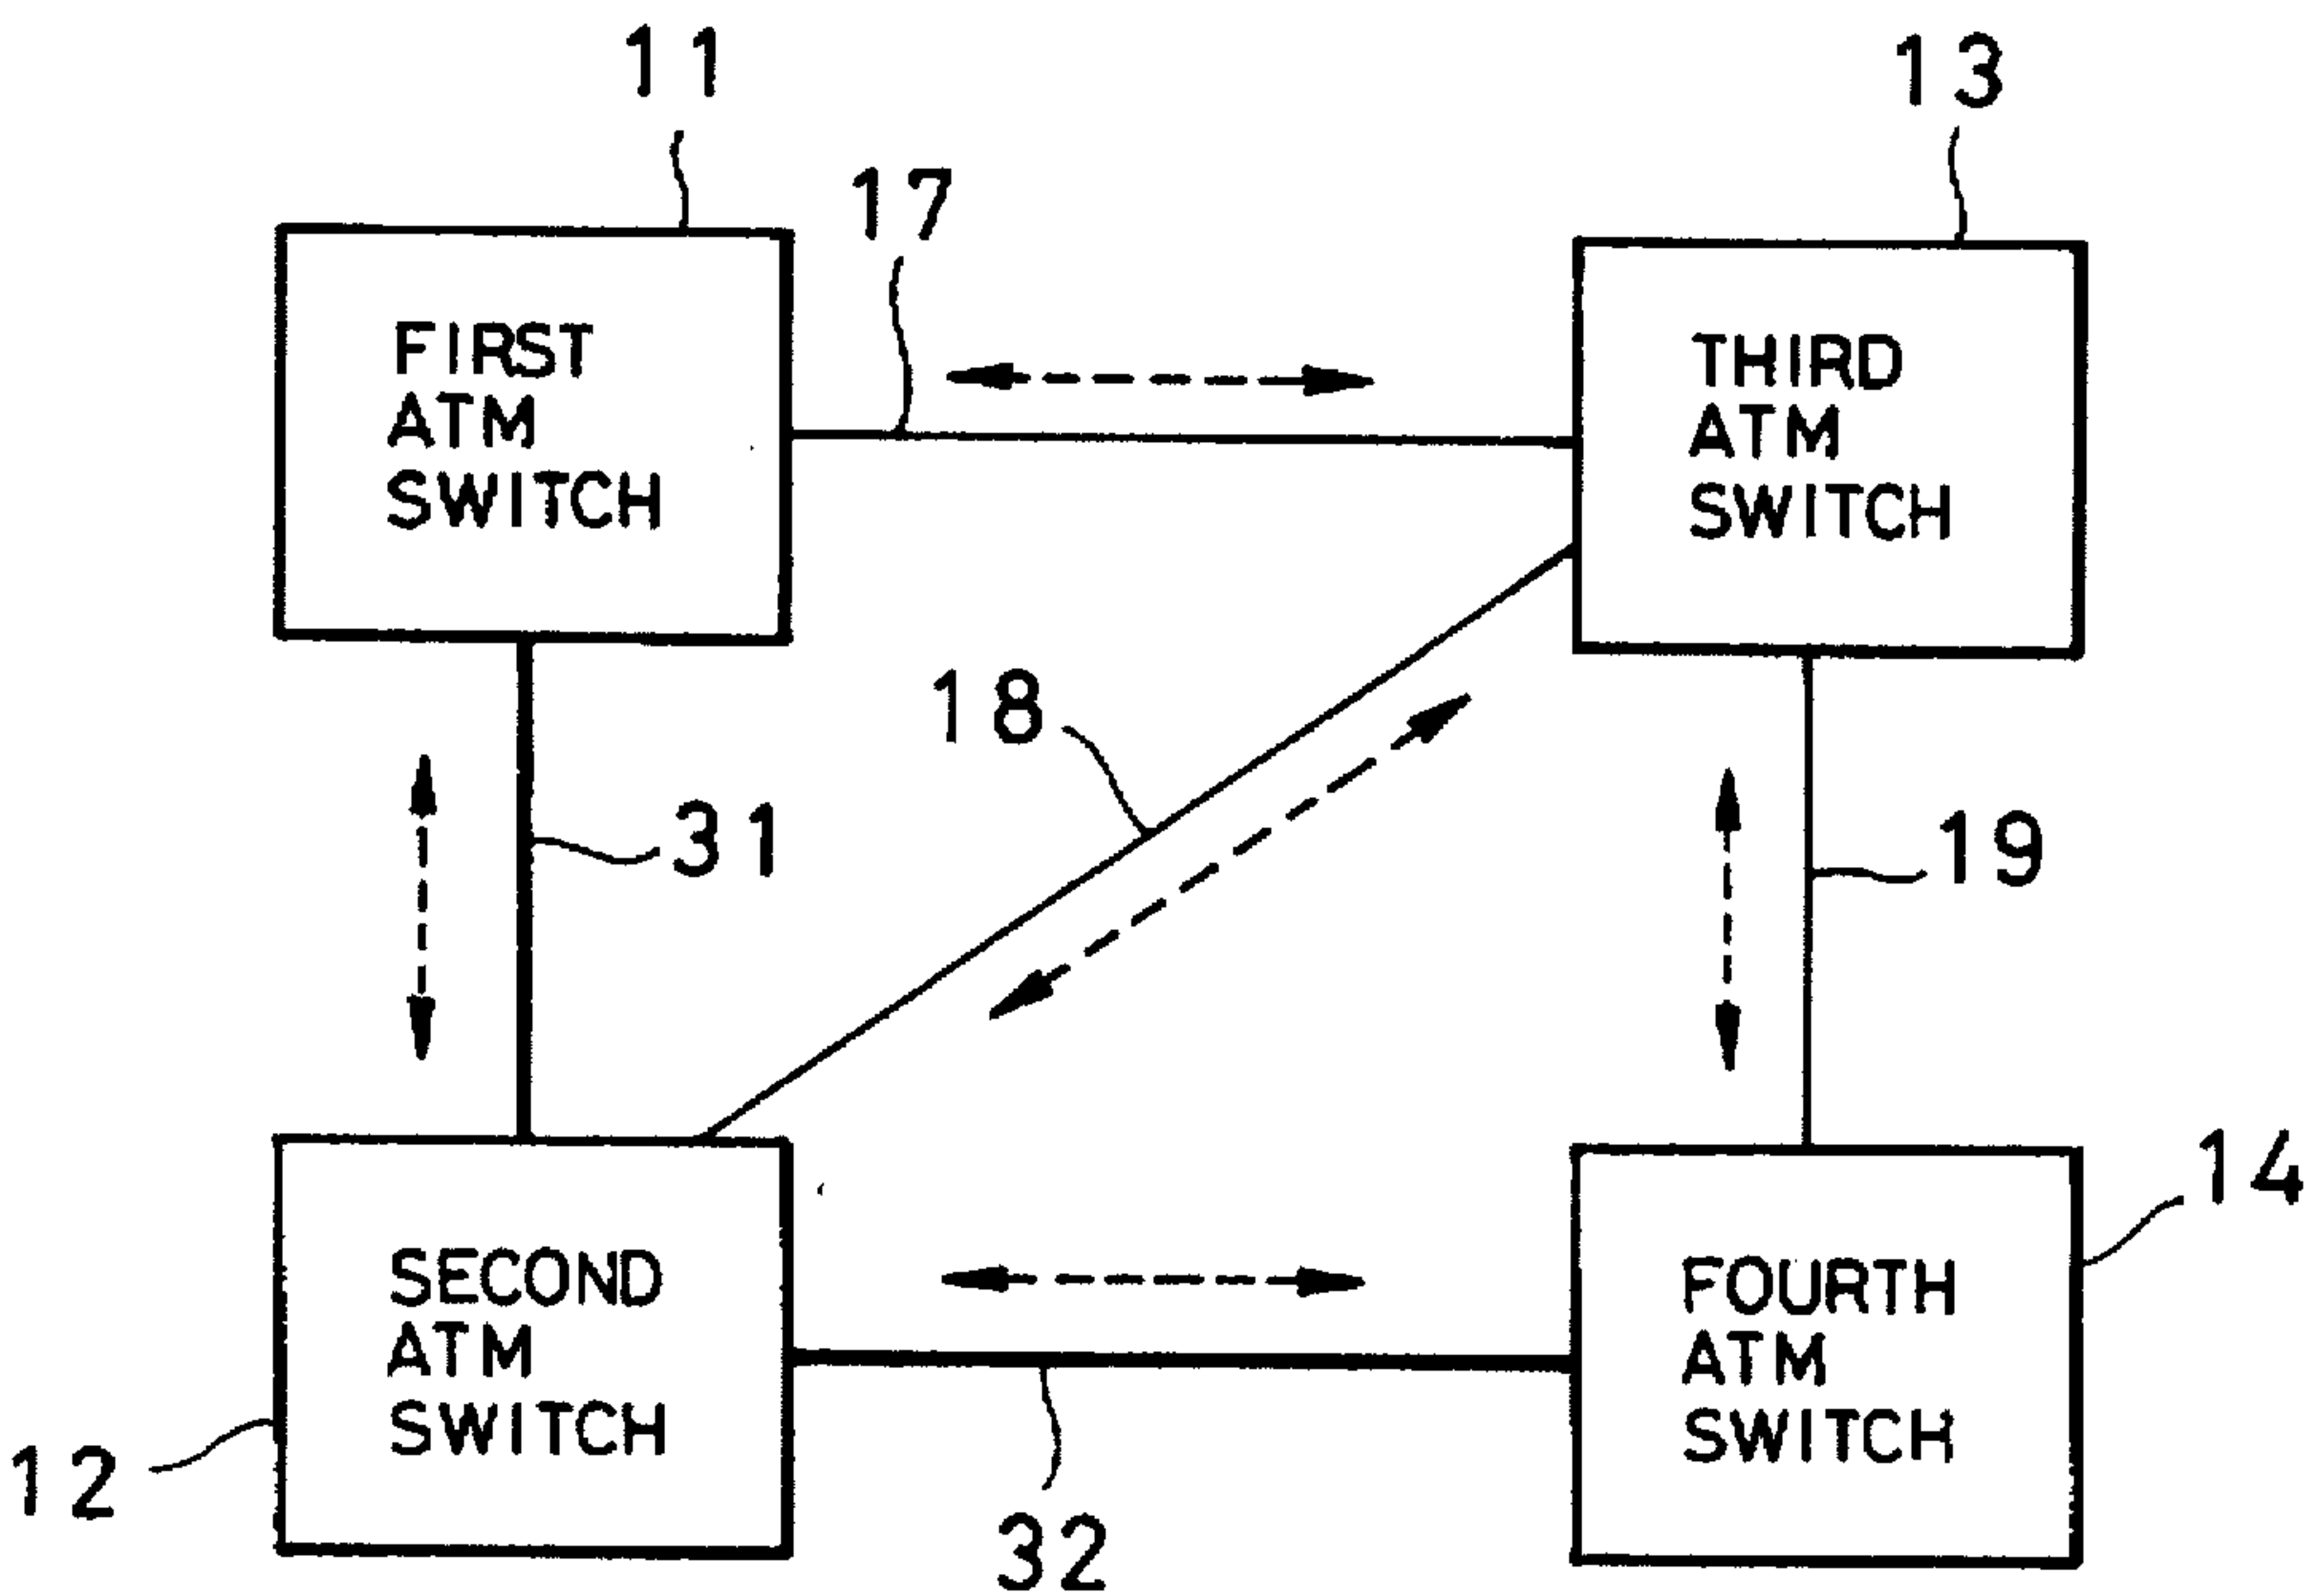 11
13
17
FIRST
ATM
SWITCH
THIRD
ATM
SWITCH
18
31
19
14
SECOND
ATM
SWITCH
FOURTH
ATM
SWITCH
12
32